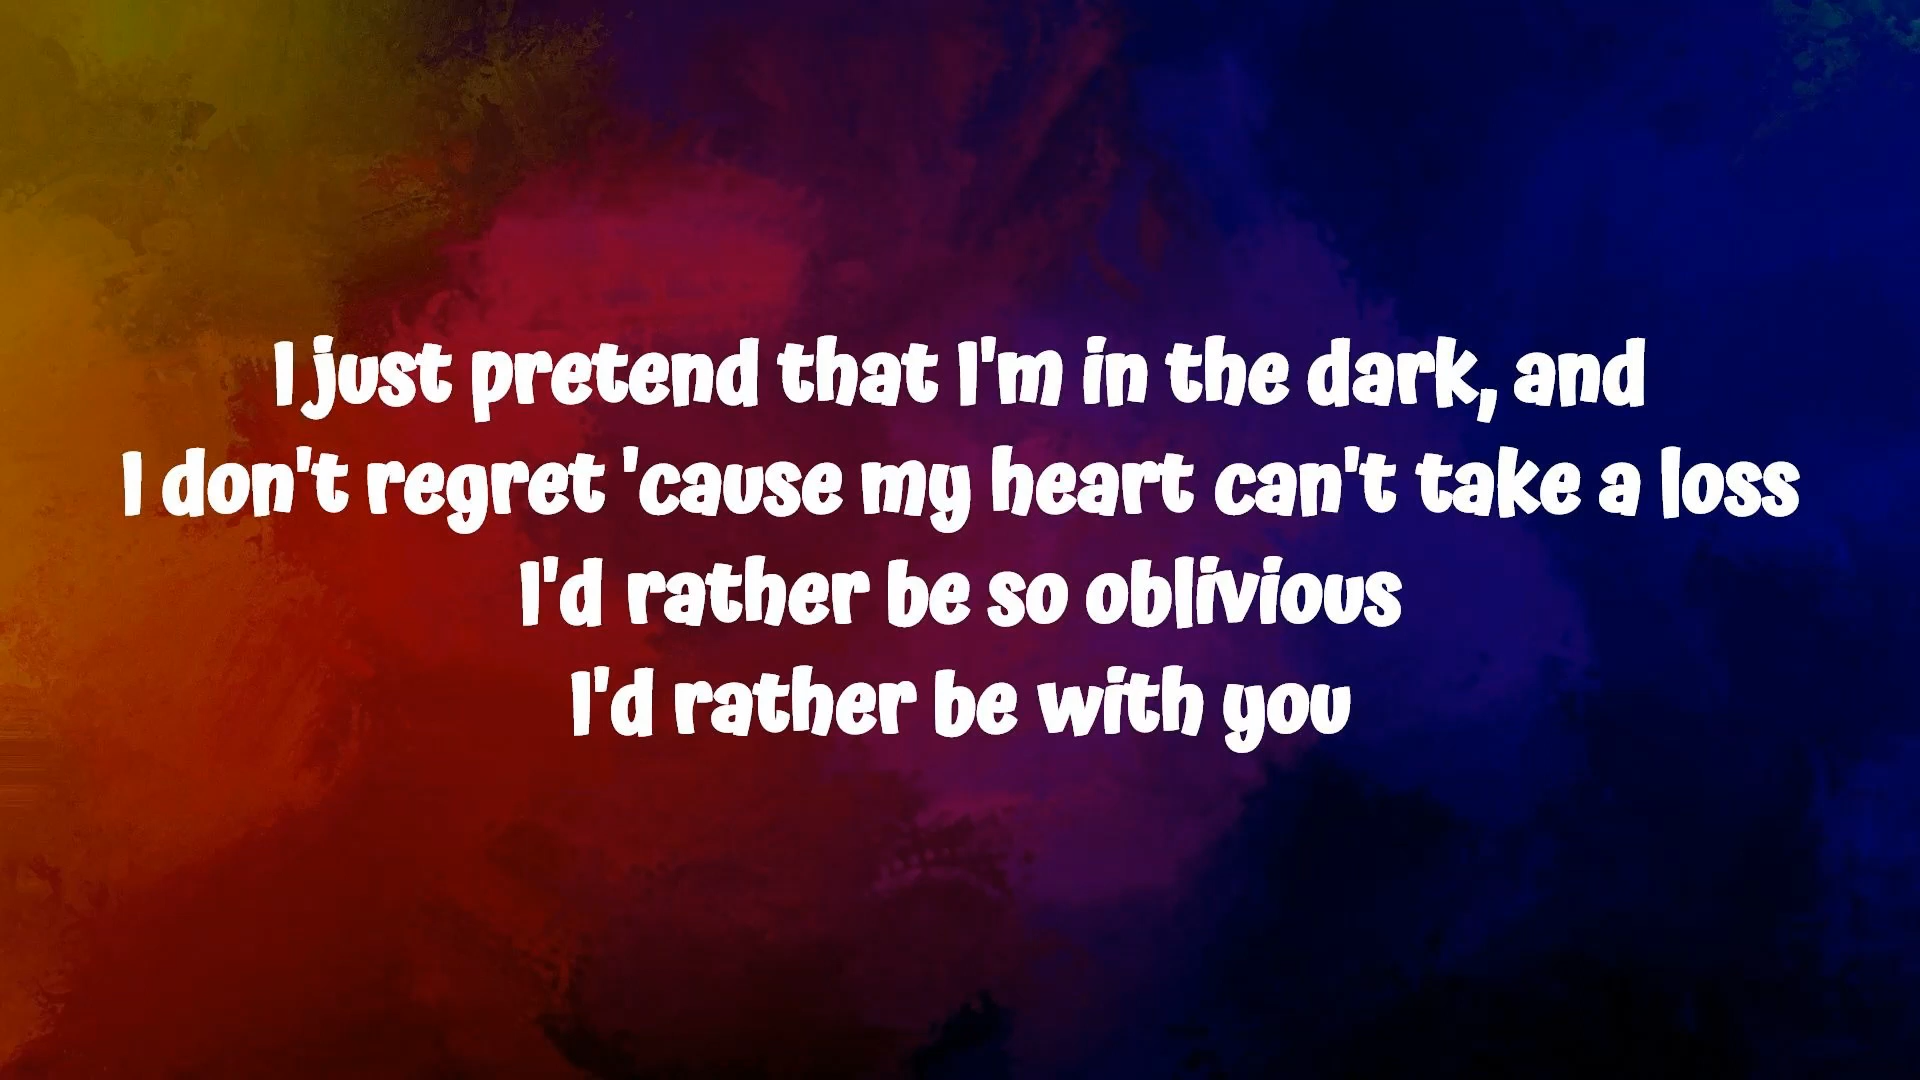 I just pretend that I'm in the dark, and
I don't regret 'cause my heart can't take a loss
I'd rather be so oblivious
I'd rather be with you